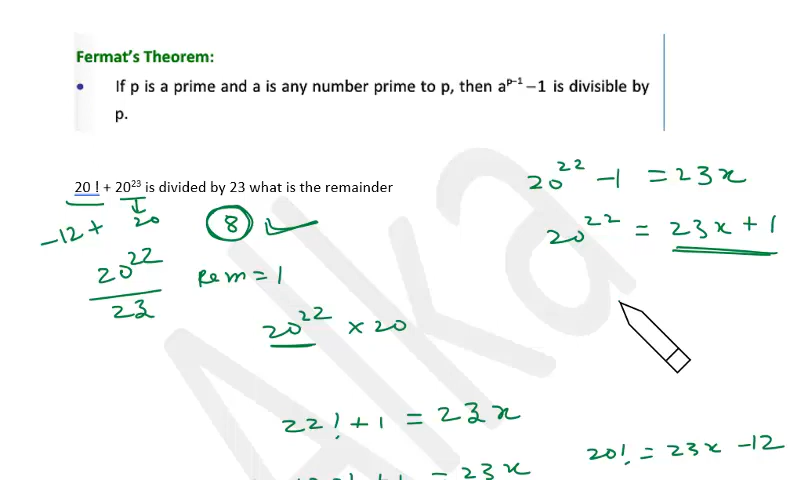 Fermat's Theorem:
• If p is a prime and a is any number prime to p, then a^(p-1) – 1 is divisible by
p.
20 ! + 20^23 is divided by 23 what is the remainder
-12 + 20
8
20^22 - 1 = 23x
20^22 = 23x + 1
20^22 / 23 Rem = 1
20^22 × 20
22! + 1 = 23x
20! = 23x - 12
= 23x
Alka